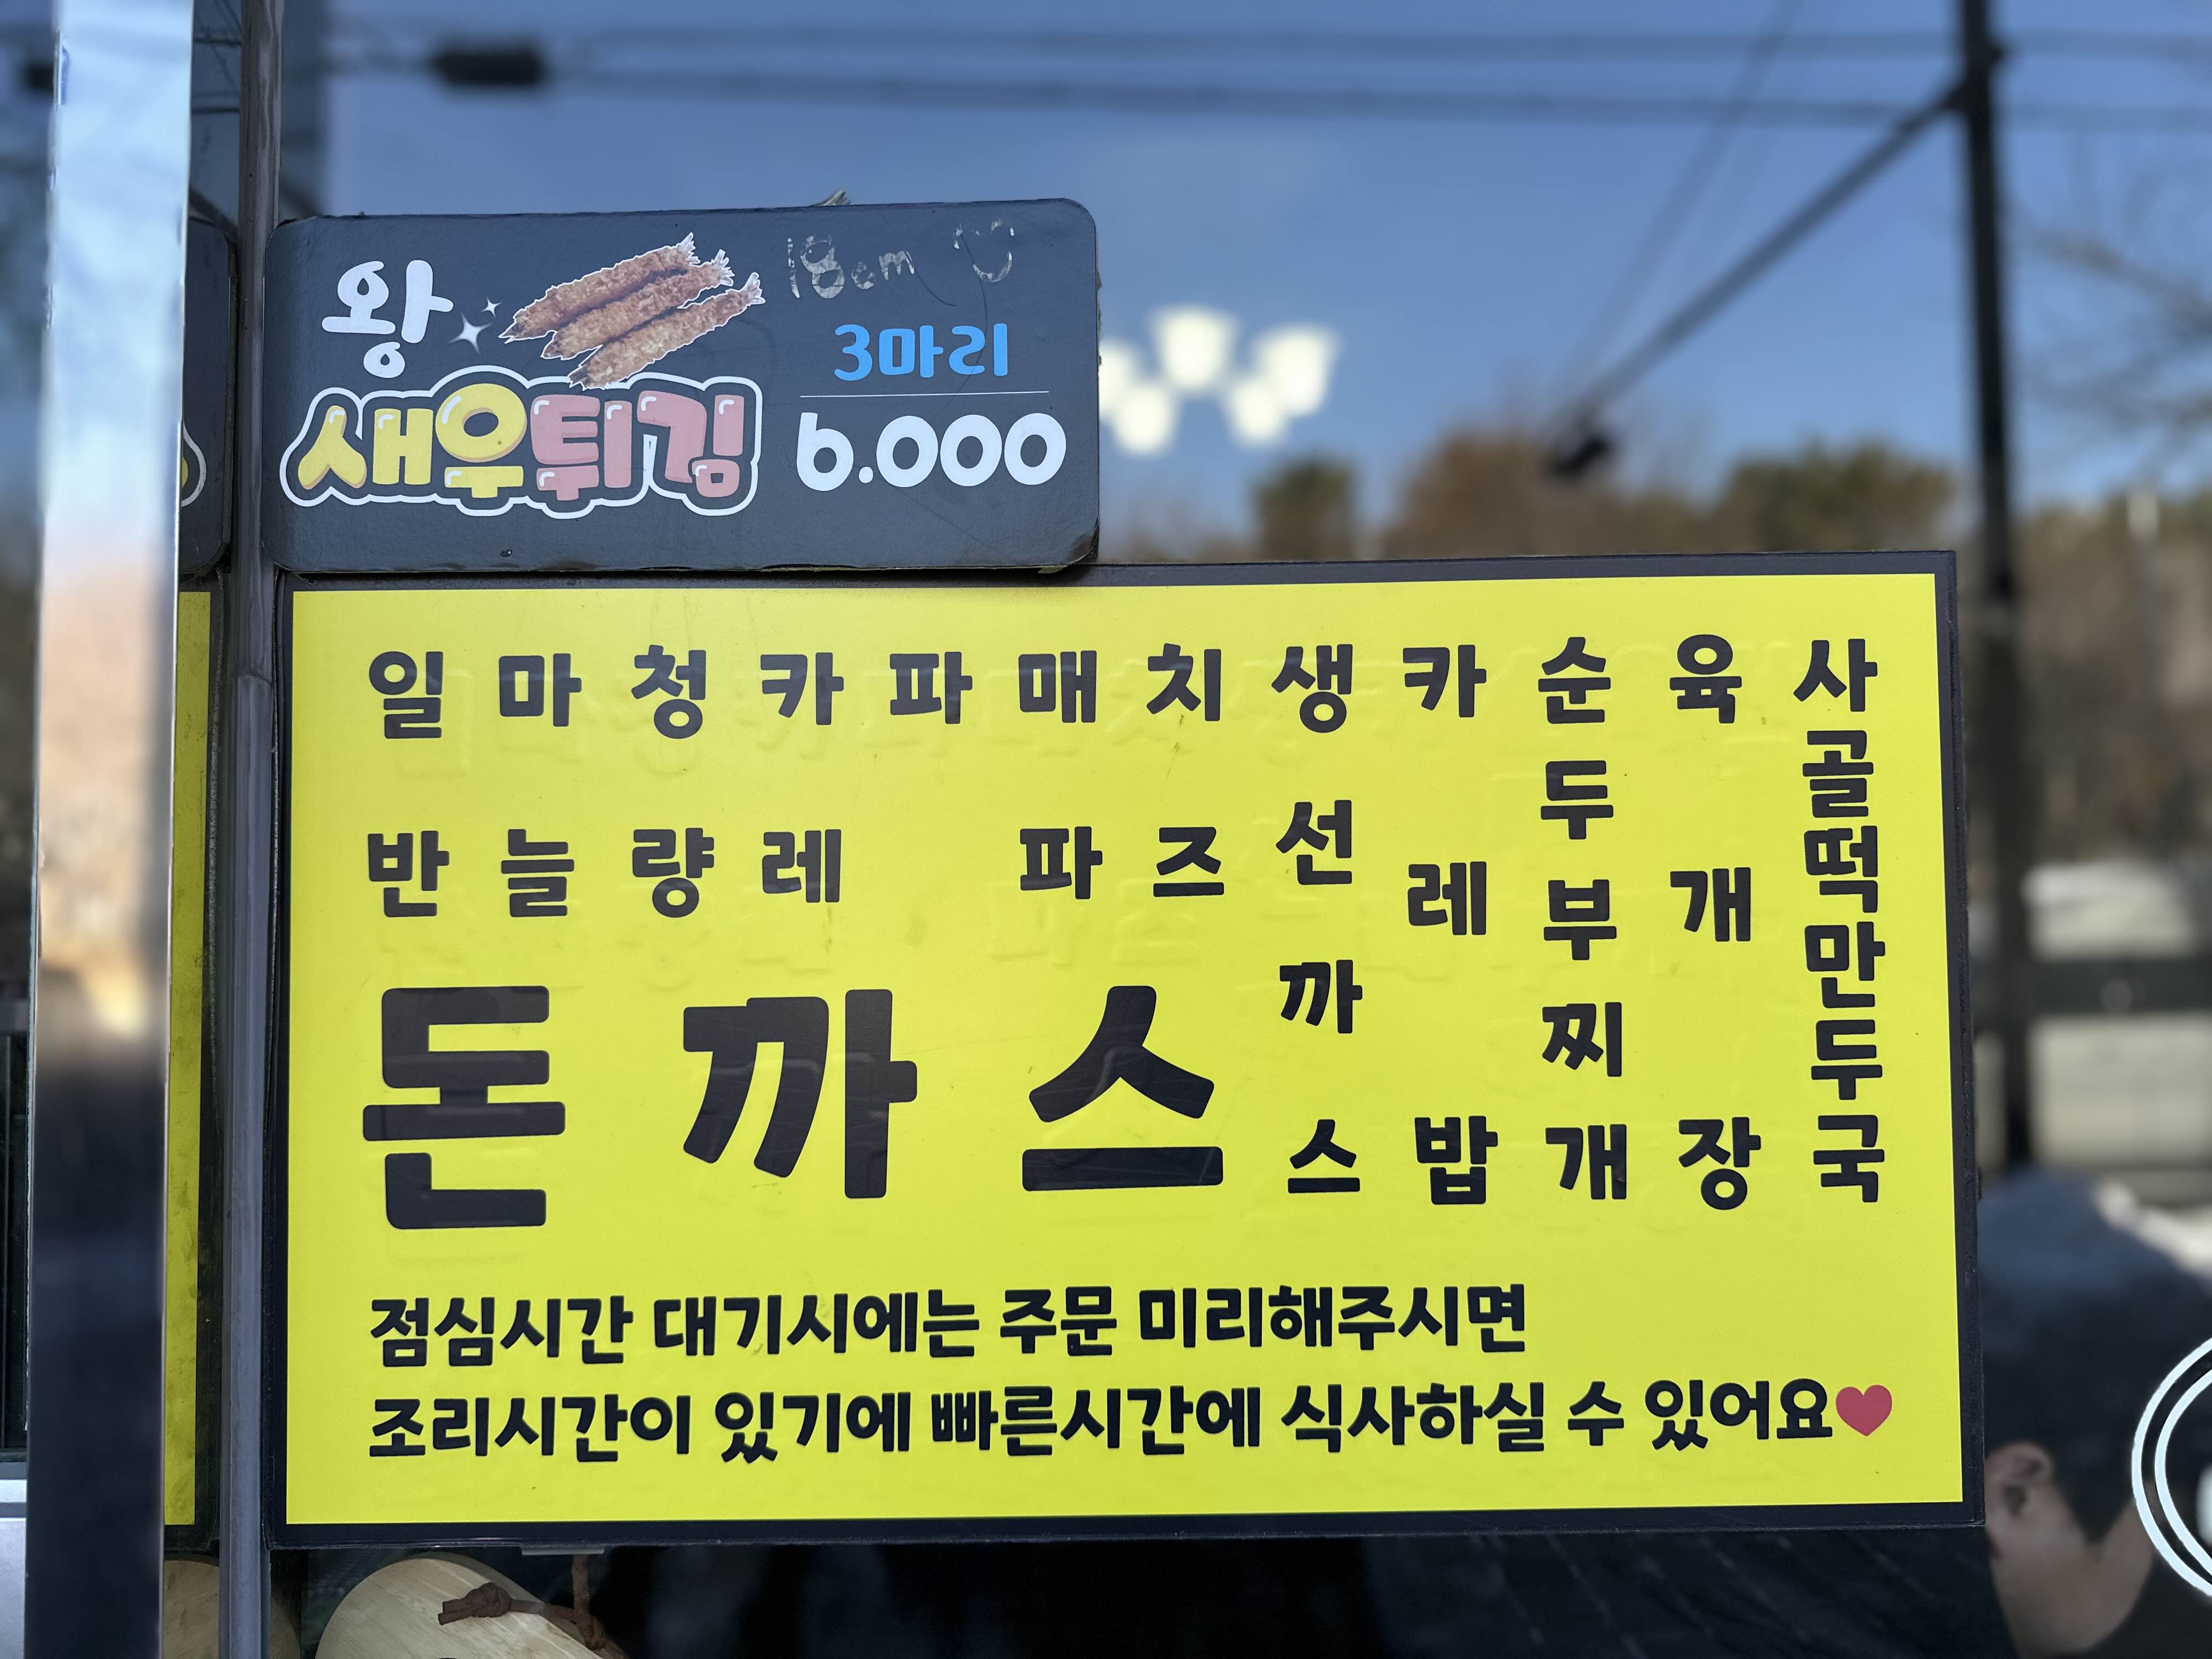 왕
새우튀김
18cm
3마리
6.000
일반
마늘
청량
카레
파
매파
치즈
돈까스
생선까스
카레밥
순두부찌개
육개장
사골떡만두국
점심시간 대기시에는 주문 미리해주시면
조리시간이 있기에 빠른시간에 식사하실 수 있어요❤